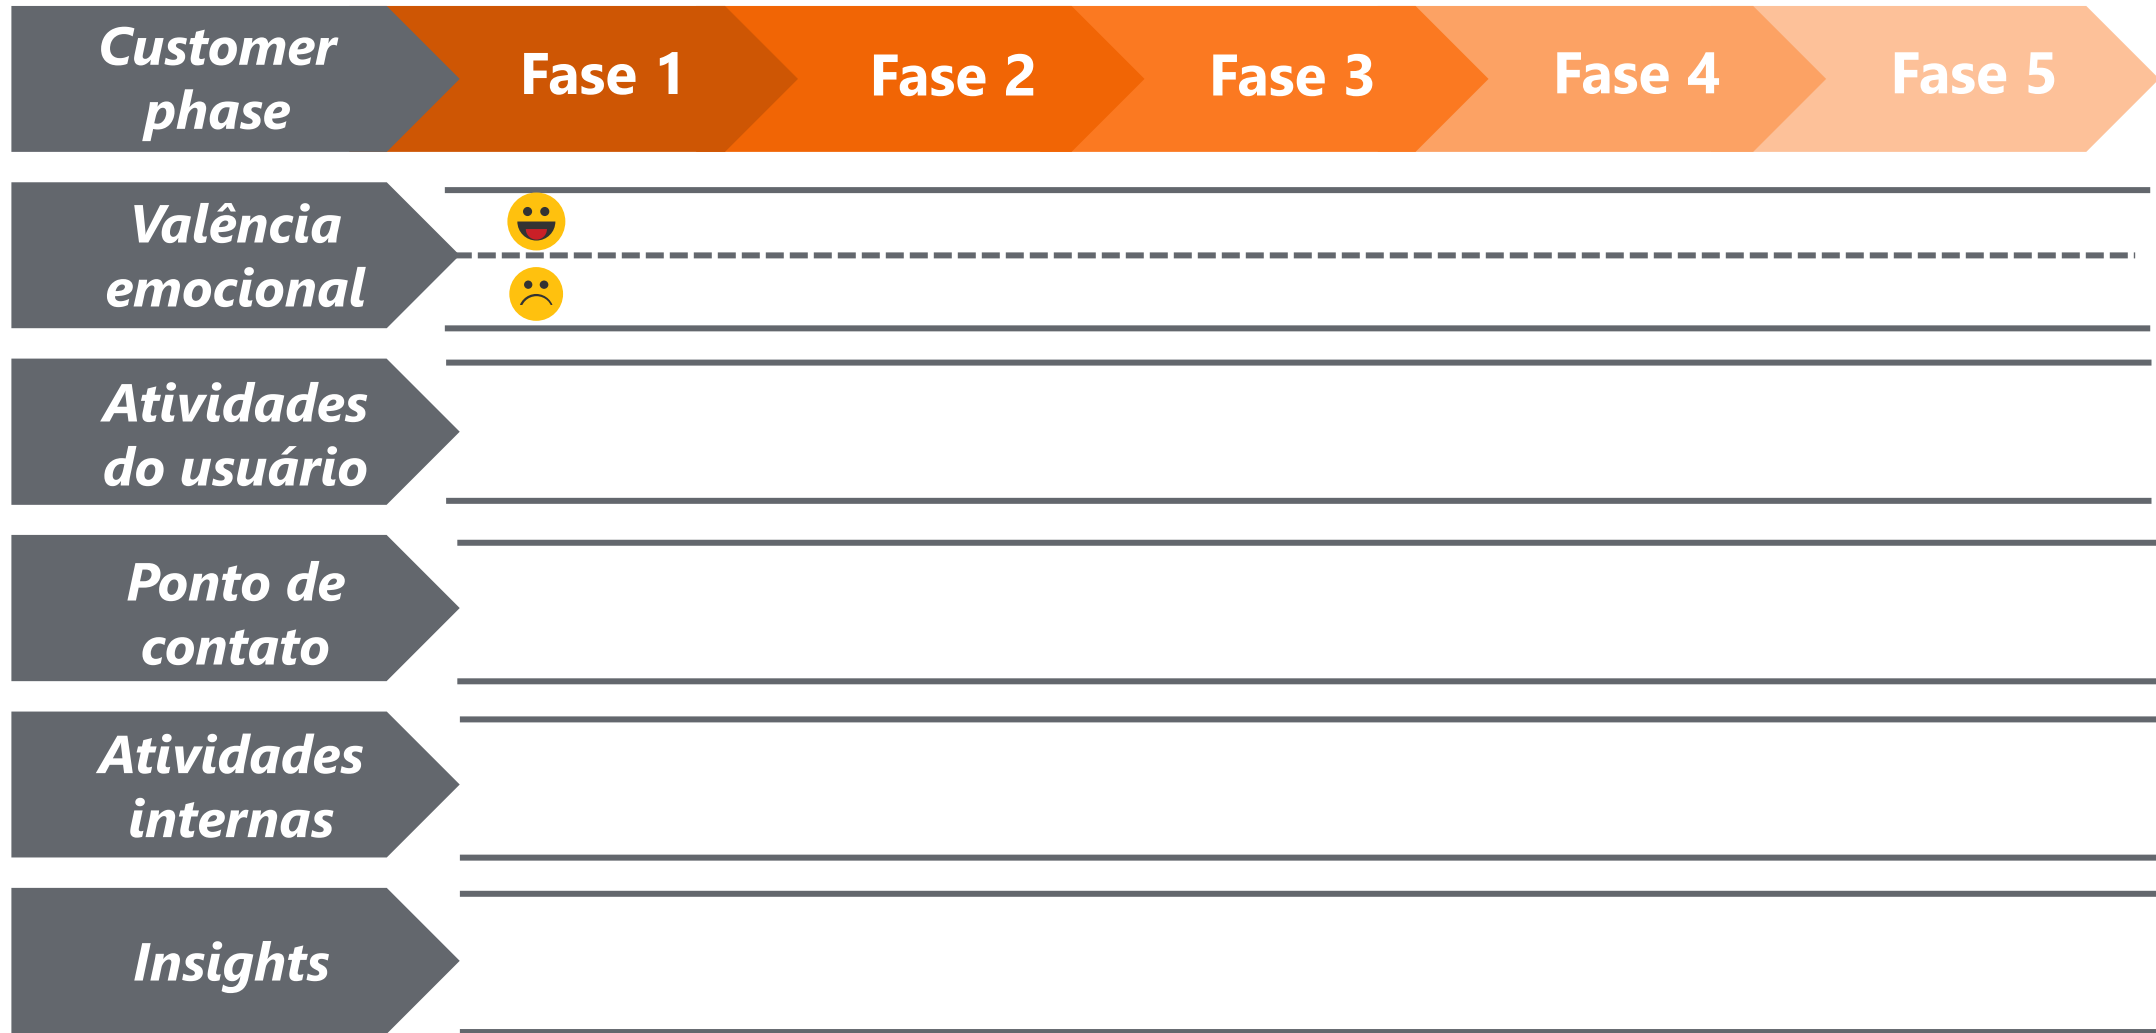 Customer
phase
Fase 1
Fase 2
Fase 3
Fase 4
Fase 5
Valência
emocional
Atividades
do usuário
Ponto de
contato
Atividades
internas
Insights